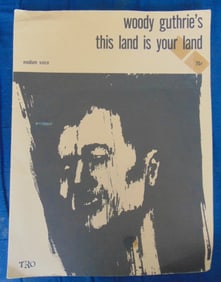 woody guthrie's
this land is your land
medium voice
TRO